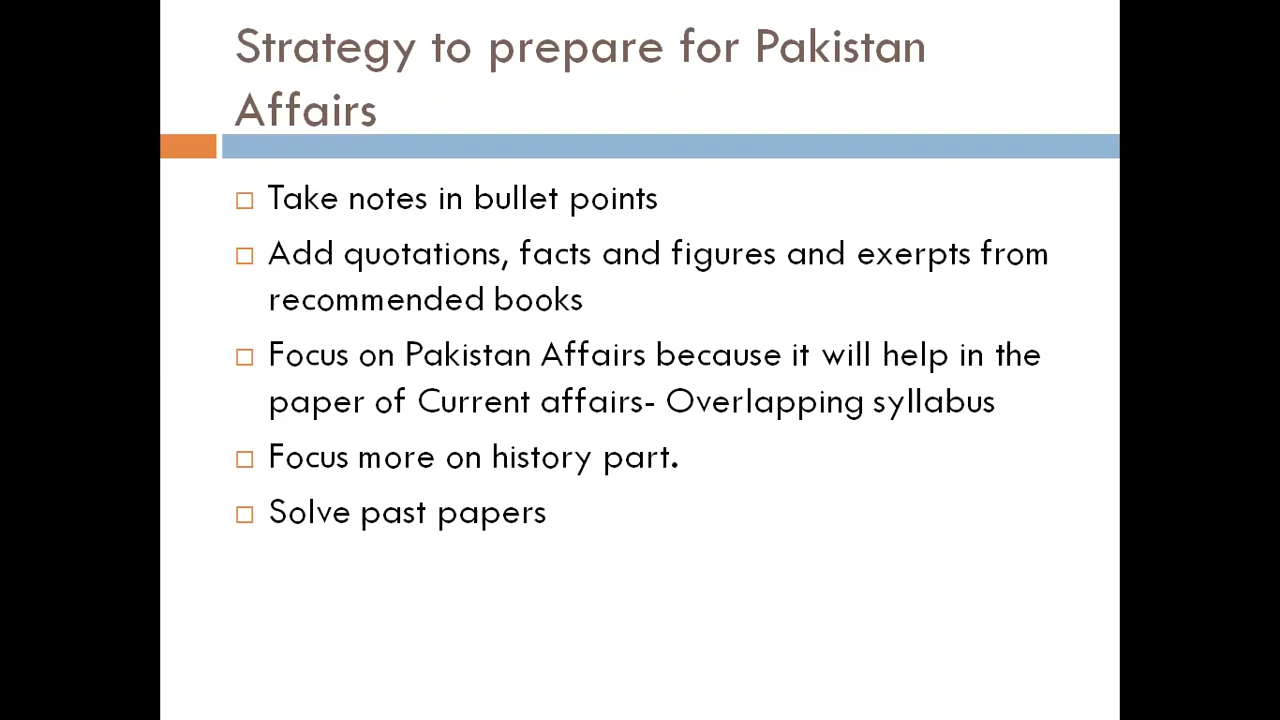 Strategy to prepare for Pakistan
Affairs
Take notes in bullet points
Add quotations, facts and figures and exerpts from
recommended books
Focus on Pakistan Affairs because it will help in the
paper of Current affairs- Overlapping syllabus
Focus more on history part.
Solve past papers